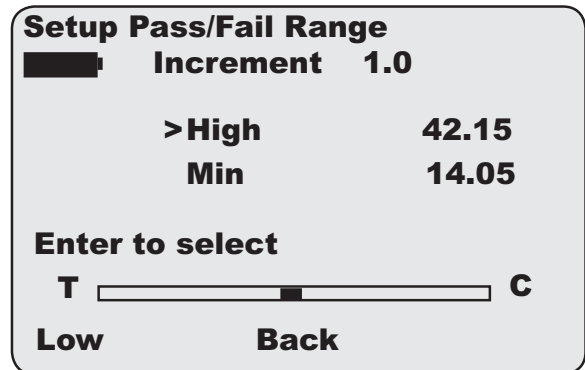 Setup Pass/Fail Range
Increment 1.0
>High 42.15
Min 14.05
Enter to select
T C
Low Back